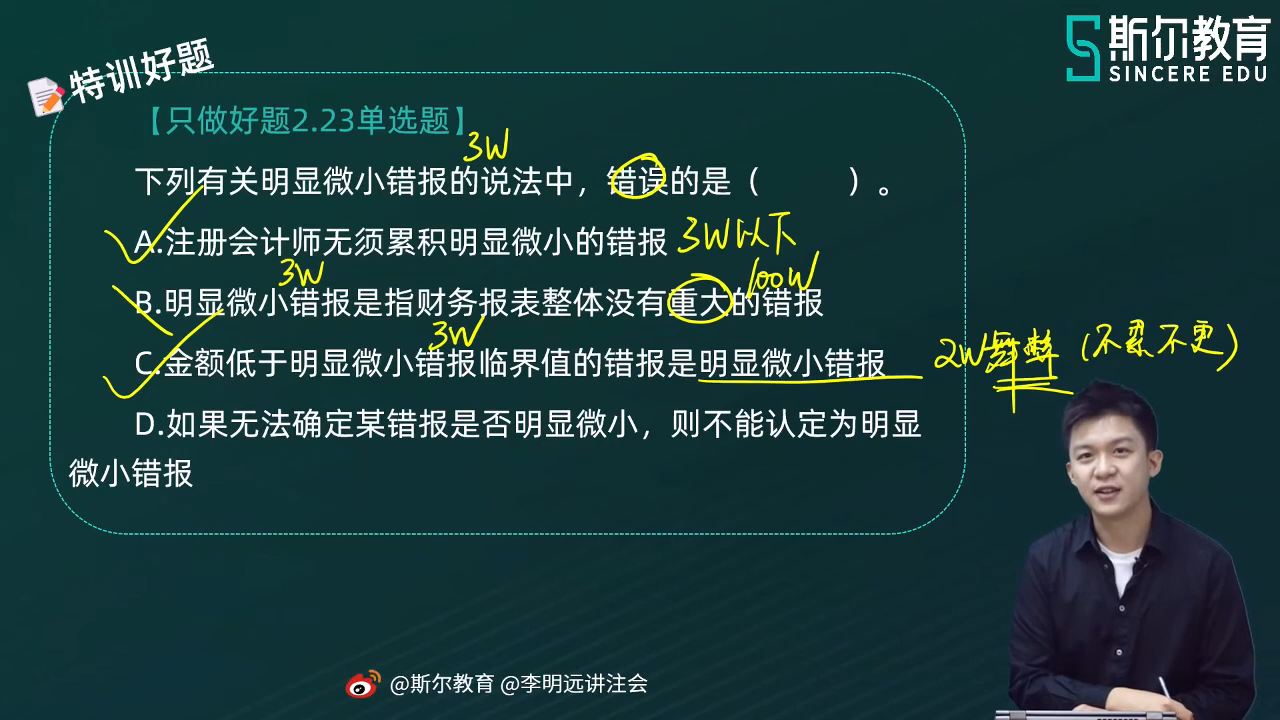 斯尔教育
SINCERE EDU
特训好题
【只做好题2.23单选题】
3W
下列有关明显微小错报的说法中，错误的是（ ）。
A.注册会计师无须累积明显微小的错报 3W以下
3W 100W
B.明显微小错报是指财务报表整体没有重大的错报
3W
C.金额低于明显微小错报临界值的错报是明显微小错报 2W舞弊（不忍不更）
D.如果无法确定某错报是否明显微小，则不能认定为明显
微小错报
@斯尔教育 @李明远讲注会